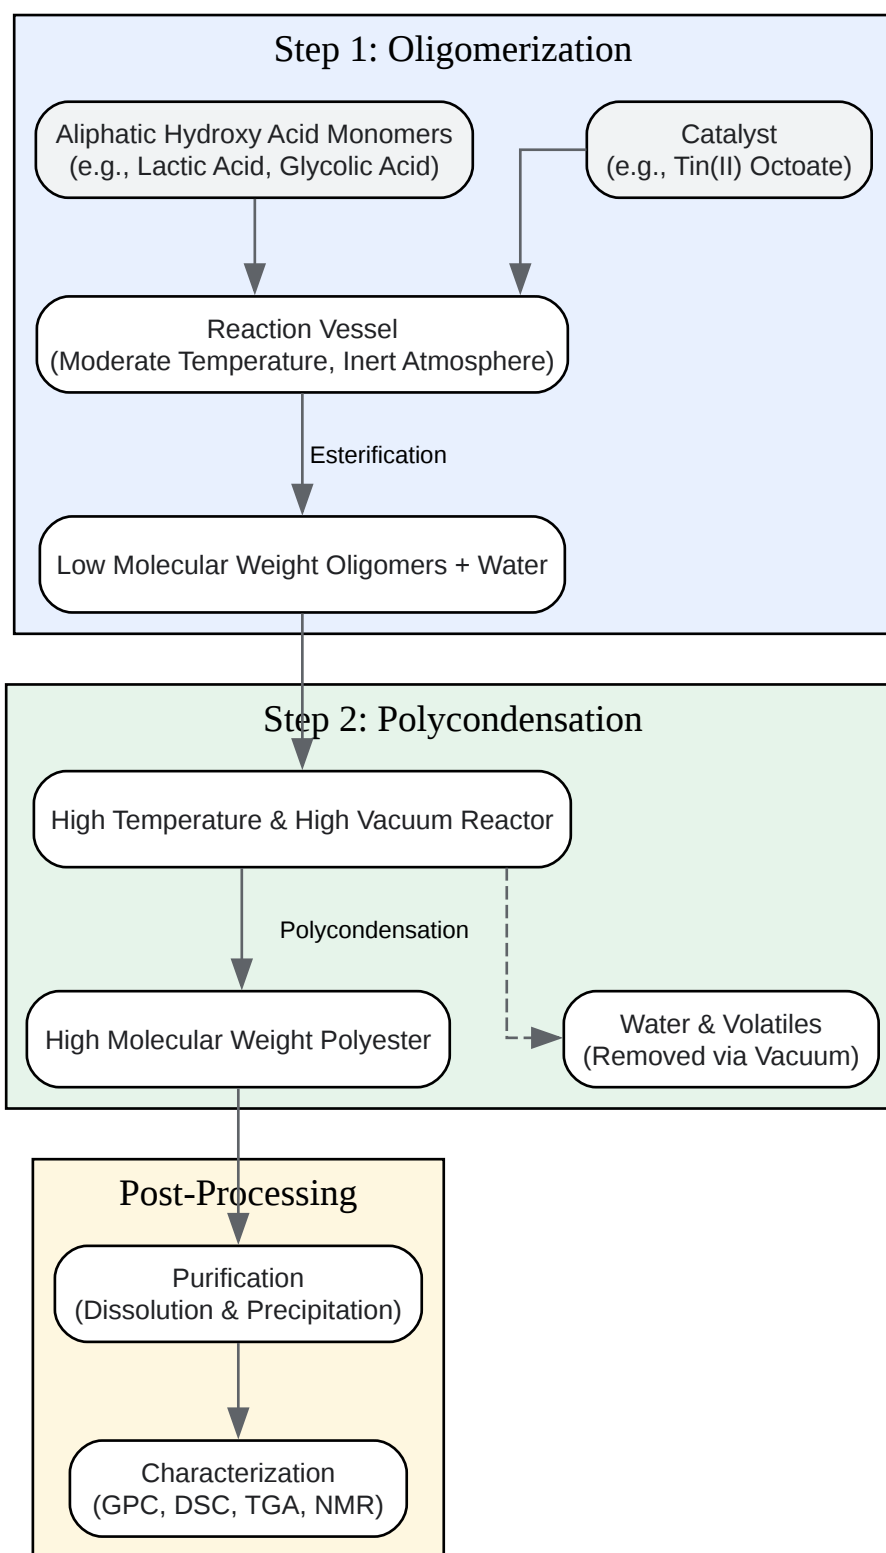 Step 1: Oligomerization
Aliphatic Hydroxy Acid Monomers
(e.g., Lactic Acid, Glycolic Acid)
Catalyst
(e.g., Tin(II) Octoate)
Reaction Vessel
(Moderate Temperature, Inert Atmosphere)
Esterification
Low Molecular Weight Oligomers + Water
Step 2: Polycondensation
High Temperature & High Vacuum Reactor
Polycondensation
High Molecular Weight Polyester
Water & Volatiles
(Removed via Vacuum)
Post-Processing
Purification
(Dissolution & Precipitation)
Characterization
(GPC, DSC, TGA, NMR)